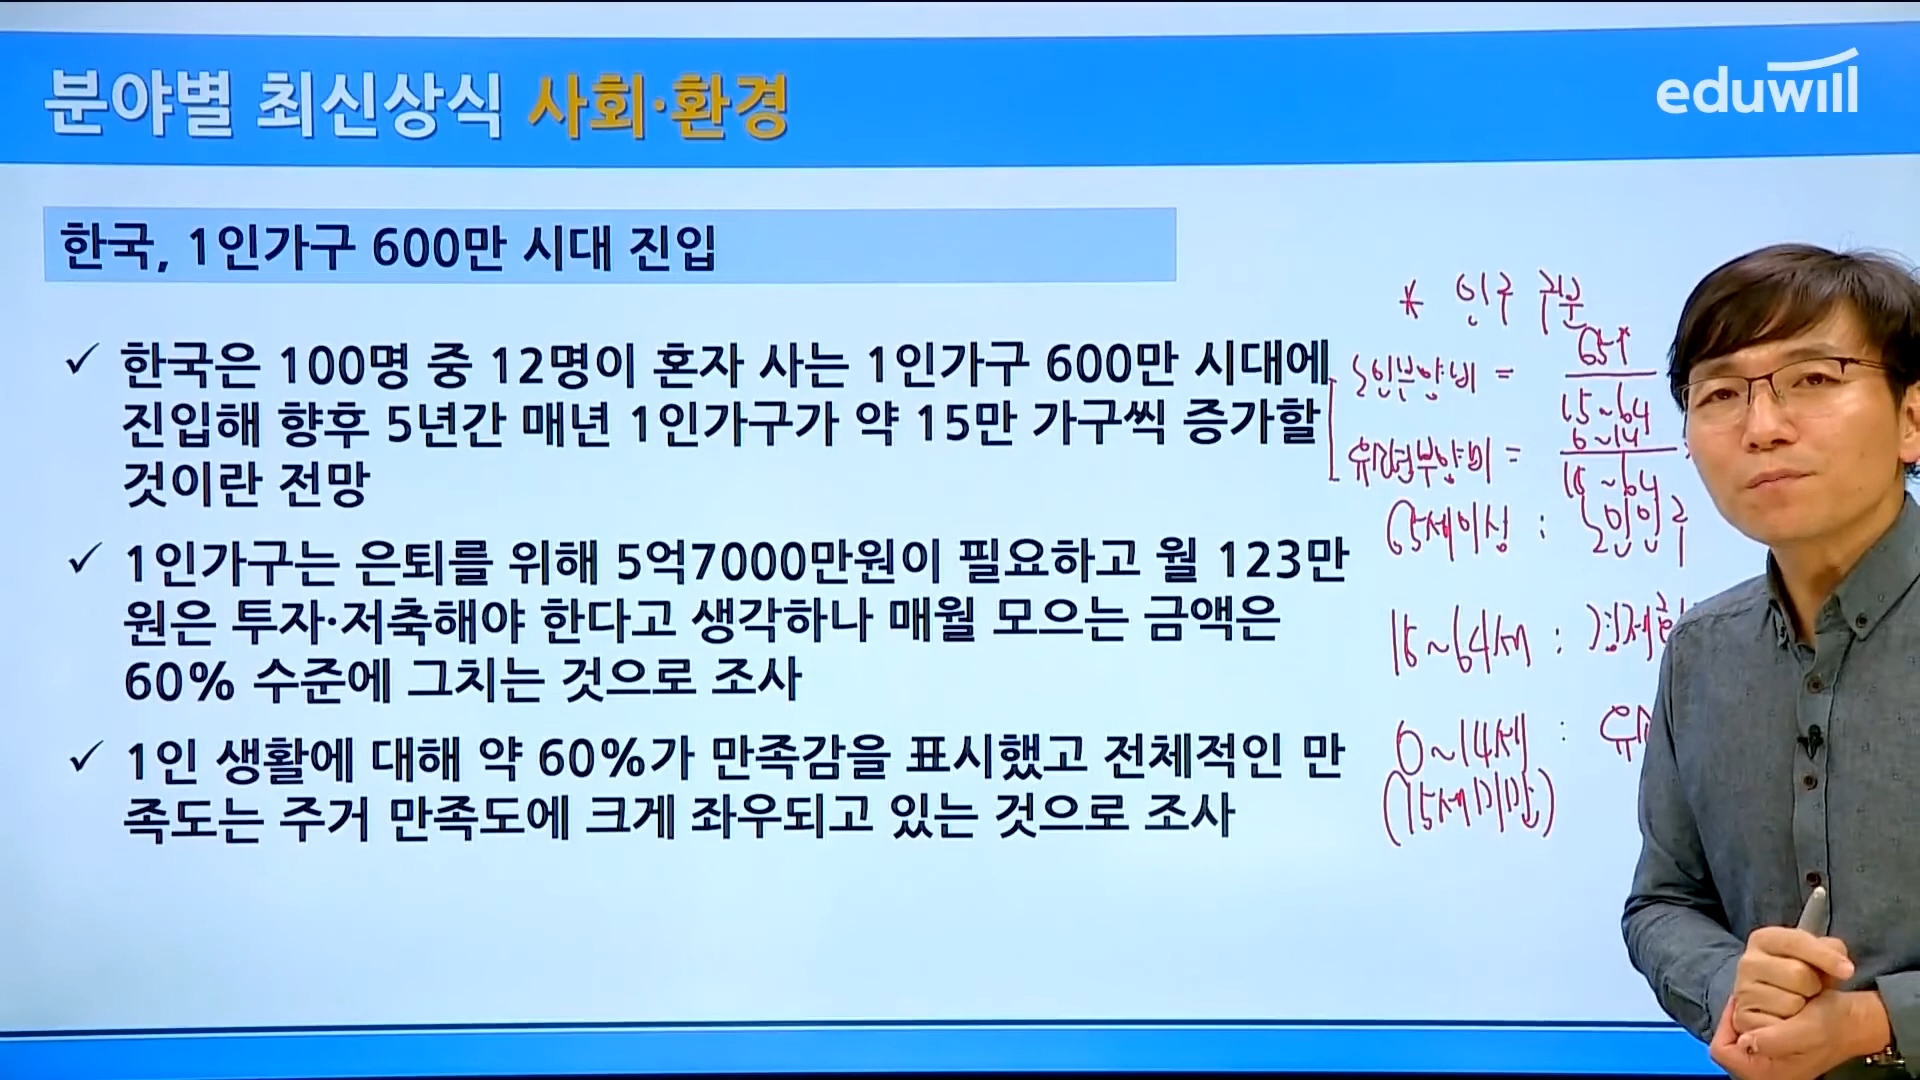 분야별 최신상식 사회·환경
eduwill
한국, 1인가구 600만 시대 진입
✓ 한국은 100명 중 12명이 혼자 사는 1인가구 600만 시대에
진입해 향후 5년간 매년 1인가구가 약 15만 가구씩 증가할
것이란 전망
✓ 1인가구는 은퇴를 위해 5억7000만원이 필요하고 월 123만
원은 투자·저축해야 한다고 생각하나 매월 모으는 금액은
60% 수준에 그치는 것으로 조사
✓ 1인 생활에 대해 약 60%가 만족감을 표시했고 전체적인 만
족도는 주거 만족도에 크게 좌우되고 있는 것으로 조사
* 인구 구분
65↑
노인부양비 =
15~64
0~14
유년부양비 =
15~64
65세이상 : 노인인구
15~64세 : 경제
0~14세 : 유
(15세미만)